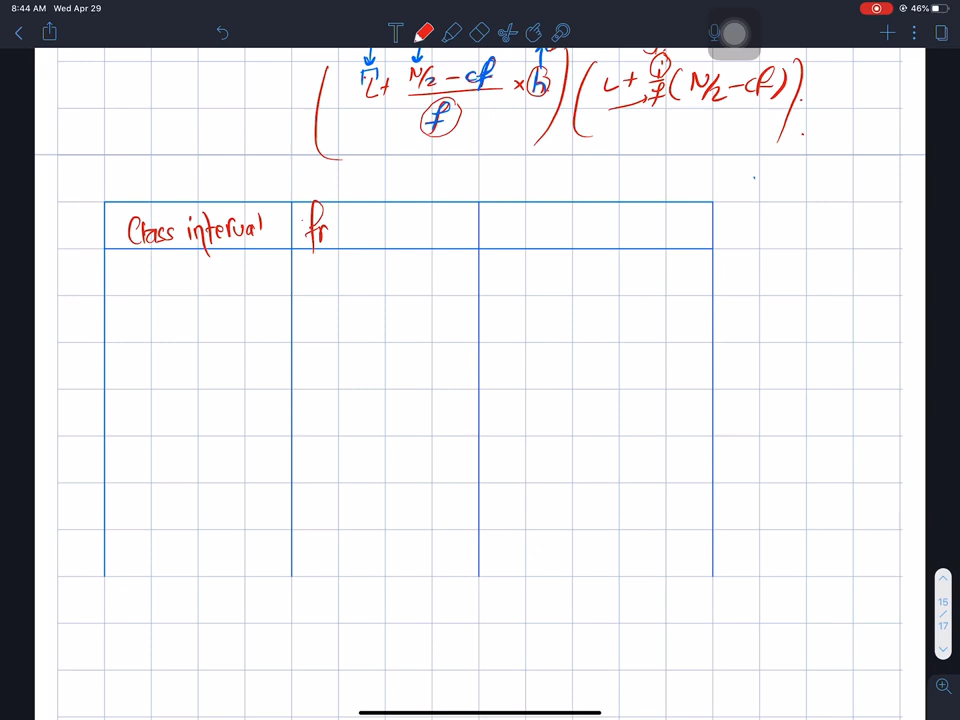 8:44 AM Wed Apr 29
46%
( L + N/2 - cf / f × h ) ( L + i/f ( N/2 - cf ) ).
Class interval fr
15
/
17